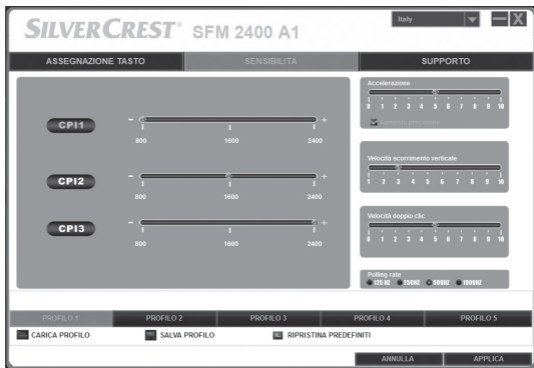 SILVERCREST® SFM 2400 A1
Italy
ASSEGNAZIONE TASTO
SENSIBILITÀ
SUPPORTO
CPI1
- +
800 1600 2400
CPI2
- +
800 1600 2400
CPI3
- +
800 1600 2400
Accelerazione
0 1 2 3 4 5 6 7 8 9 10
Velocità scorrimento verticale
1 2 3 4 5 6 7 8 9 10
Velocità doppio clic
0 1 2 3 4 5 6 7 8 9 10
Polling rate
125 HZ 250HZ 500HZ 1000HZ
PROFILO 1 PROFILO 2 PROFILO 3 PROFILO 4 PROFILO 5
CARICA PROFILO SALVA PROFILO RIPRISTINA PREDEFINITI
ANNULLA APPLICA